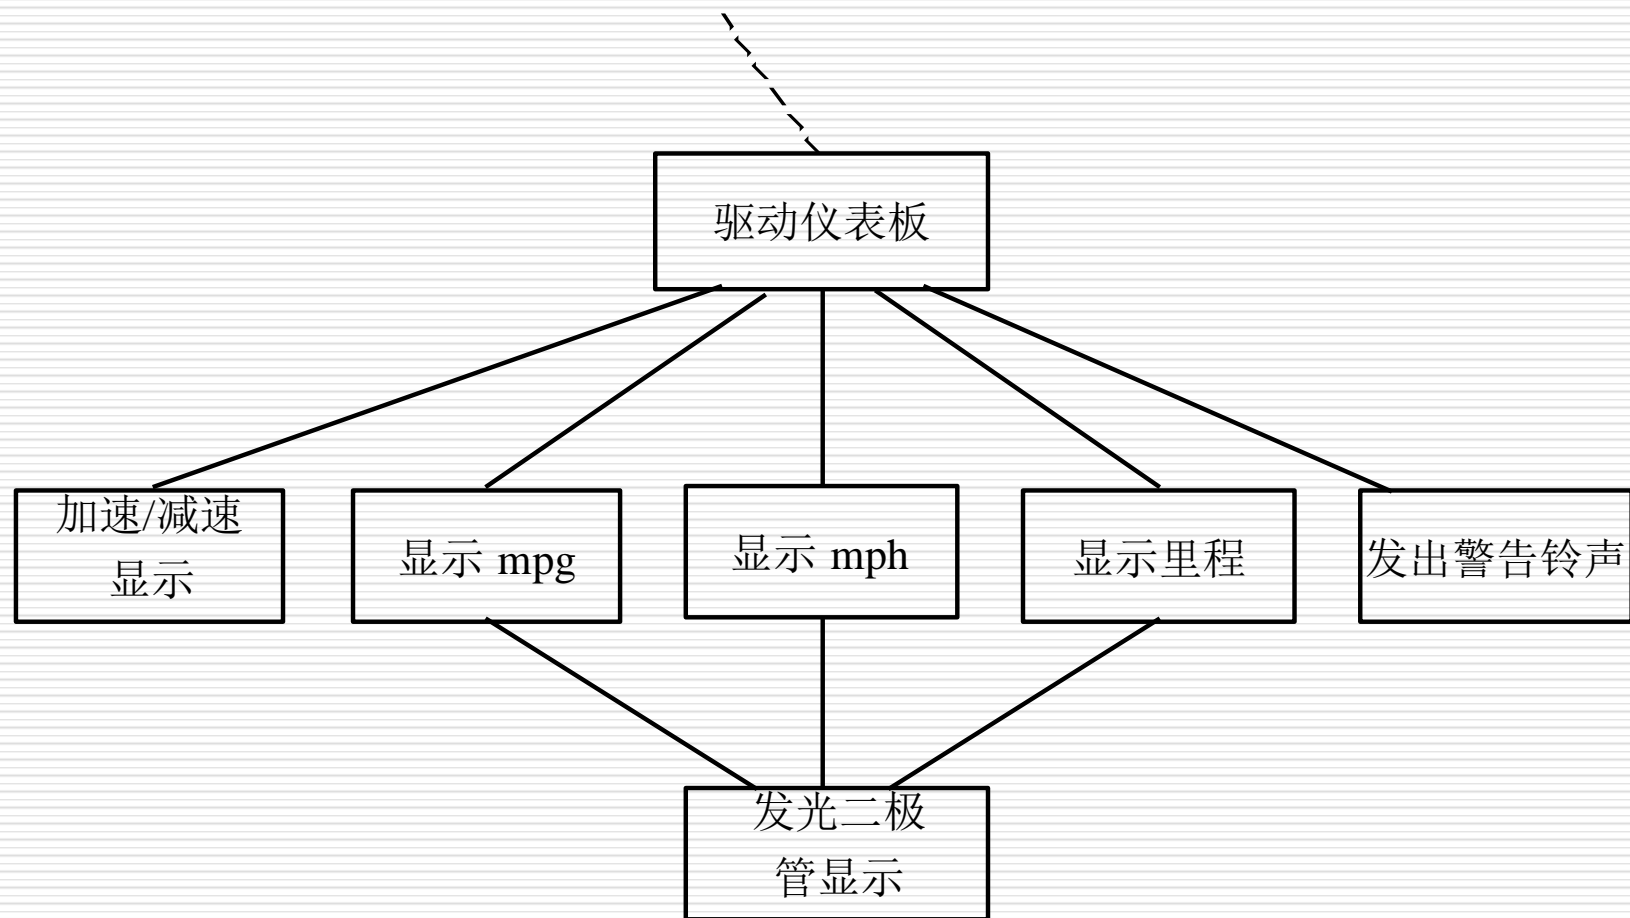 驱动仪表板
加速/减速
显示
显示 mpg
显示 mph
显示里程
发出警告铃声
发光二极
管显示